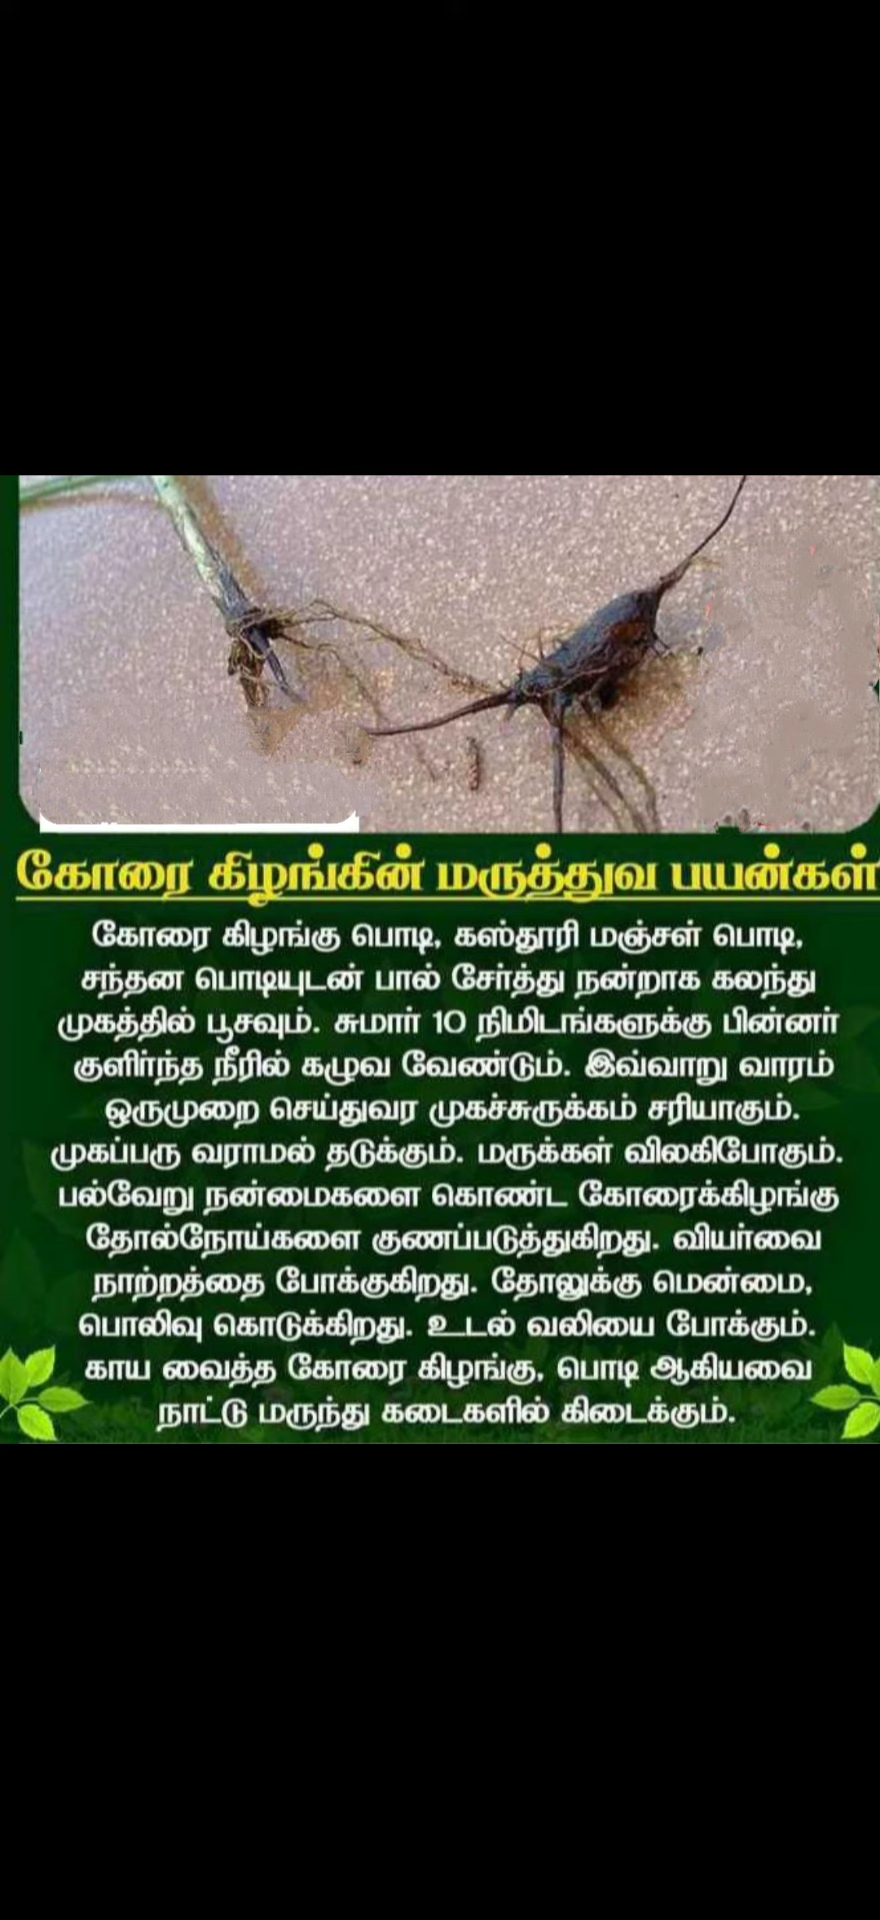 கோரை கிழங்கின் மருத்துவ பயன்கள்
கோரை கிழங்கு பொடி, கஸ்தூரி மஞ்சள் பொடி,
சந்தன பொடியுடன் பால் சேர்த்து நன்றாக கலந்து
முகத்தில் பூசவும். சுமார் 10 நிமிடங்களுக்கு பின்னர்
குளிர்ந்த நீரில் கழுவ வேண்டும். இவ்வாறு வாரம்
ஒருமுறை செய்துவர முகச்சுருக்கம் சரியாகும்.
முகப்பரு வராமல் தடுக்கும். மருக்கள் விலகிபோகும்.
பல்வேறு நன்மைகளை கொண்ட கோரைக்கிழங்கு
தோல்நோய்களை குணப்படுத்துகிறது. வியர்வை
நாற்றத்தை போக்குகிறது. தோலுக்கு மென்மை,
பொலிவு கொடுக்கிறது. உடல் வலியை போக்கும்.
காய வைத்த கோரை கிழங்கு, பொடி ஆகியவை
நாட்டு மருந்து கடைகளில் கிடைக்கும்.